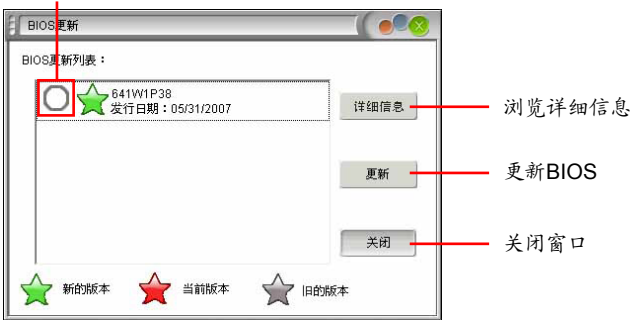 BIOS更新
BIOS更新列表：
641W1P38
发行日期：05/31/2007
详细信息
浏览详细信息
更新
更新BIOS
关闭
关闭窗口
新的版本
当前版本
旧的版本